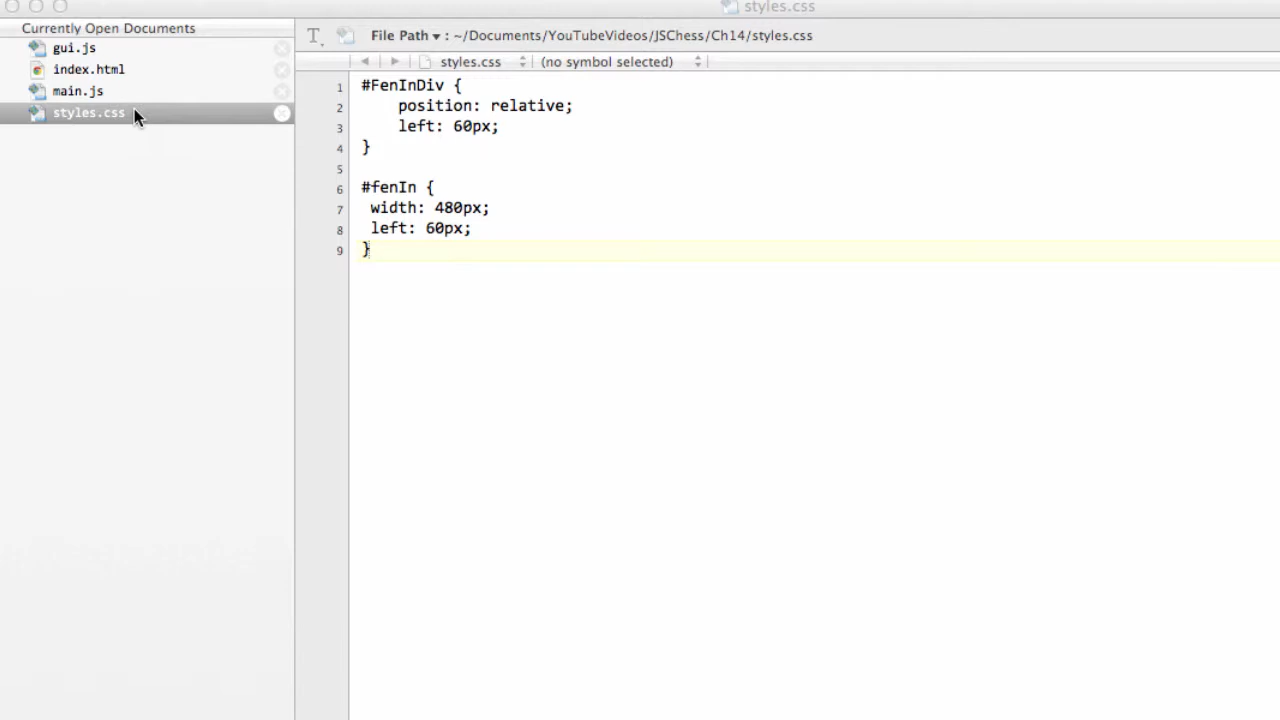 styles.css
Currently Open Documents
gui.js
index.html
main.js
styles.css
T File Path : ~/Documents/YouTubeVideos/JSChess/Ch14/styles.css
styles.css (no symbol selected)
1 #FenInDiv {
2 position: relative;
3 left: 60px;
4 }
5
6 #fenIn {
7 width: 480px;
8 left: 60px;
9 }